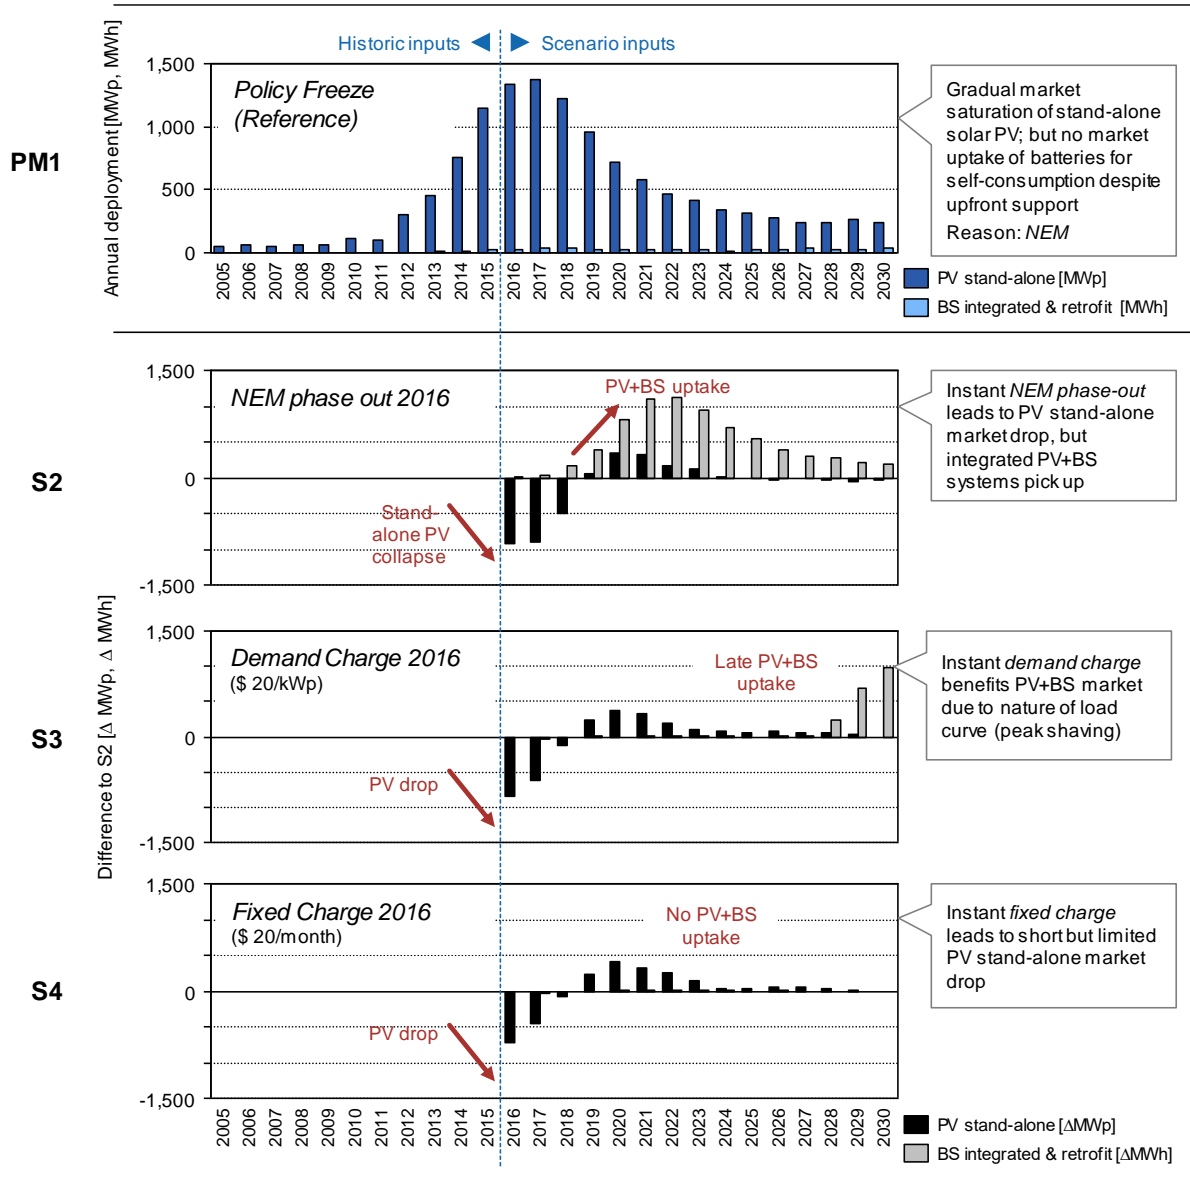 Historic inputs
Scenario inputs
PM1
Annual deployment [MWp, MWh]
1,500
1,000
500
0
Policy Freeze
(Reference)
2005 2006 2007 2008 2009 2010 2011 2012 2013 2014 2015 2016 2017 2018 2019 2020 2021 2022 2023 2024 2025 2026 2027 2028 2029 2030
Gradual market
saturation of stand-alone
solar PV; but no market
uptake of batteries for
self-consumption despite
upfront support
Reason: NEM
PV stand-alone [MWp]
BS integrated & retrofit [MWh]
S2
Difference to S2 [Δ MWp, Δ MWh]
1,500
0
-1,500
NEM phase out 2016
PV+BS uptake
Stand-
alone PV
collapse
Instant NEM phase-out
leads to PV stand-alone
market drop, but
integrated PV+BS
systems pick up
S3
1,500
0
-1,500
Demand Charge 2016
($ 20/kWp)
Late PV+BS
uptake
PV drop
Instant demand charge
benefits PV+BS market
due to nature of load
curve (peak shaving)
S4
1,500
0
-1,500
Fixed Charge 2016
($ 20/month)
No PV+BS
uptake
PV drop
Instant fixed charge
leads to short but limited
PV stand-alone market
drop
2005 2006 2007 2008 2009 2010 2011 2012 2013 2014 2015 2016 2017 2018 2019 2020 2021 2022 2023 2024 2025 2026 2027 2028 2029 2030
PV stand-alone [ΔMWp]
BS integrated & retrofit [ΔMWh]